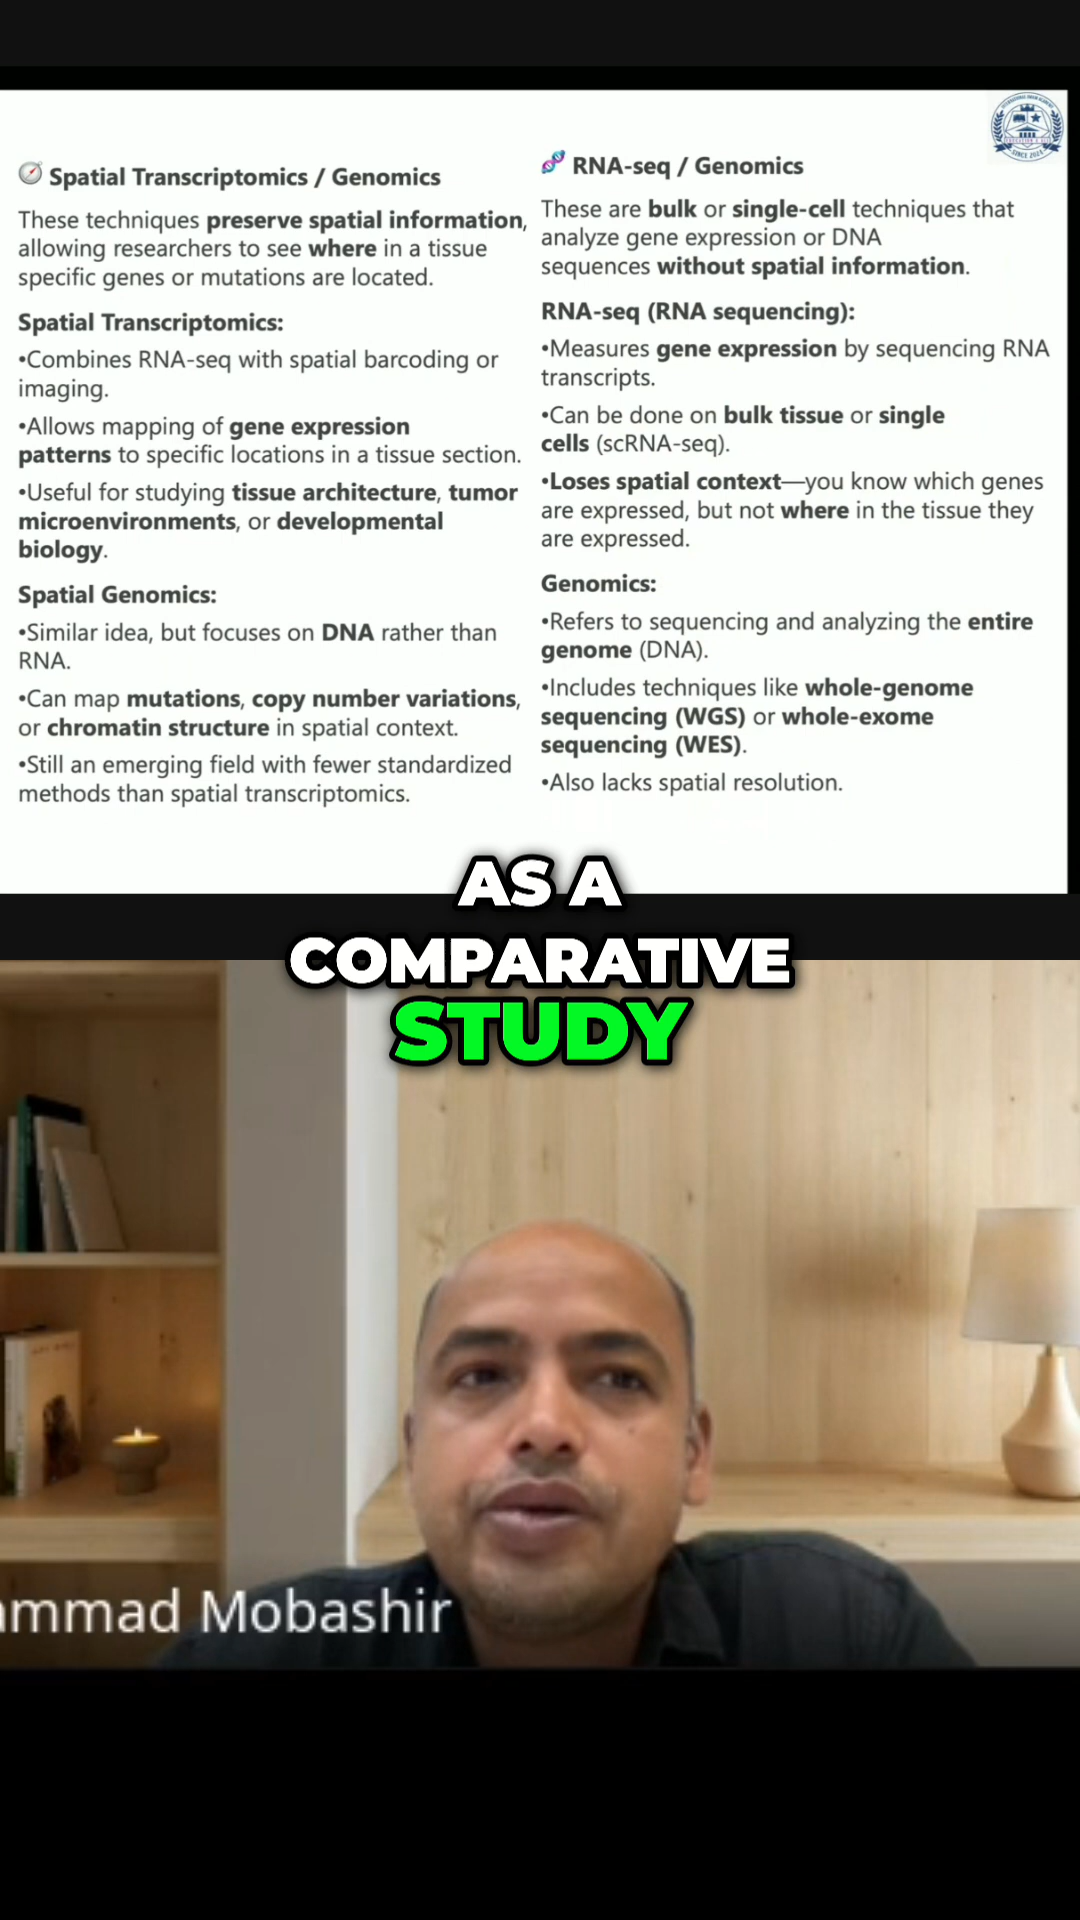 Spatial Transcriptomics / Genomics
These techniques preserve spatial information,
allowing researchers to see where in a tissue
specific genes or mutations are located.
Spatial Transcriptomics:
•Combines RNA-seq with spatial barcoding or
imaging.
•Allows mapping of gene expression
patterns to specific locations in a tissue section.
•Useful for studying tissue architecture, tumor
microenvironments, or developmental
biology.
Spatial Genomics:
•Similar idea, but focuses on DNA rather than
RNA.
•Can map mutations, copy number variations,
or chromatin structure in spatial context.
•Still an emerging field with fewer standardized
methods than spatial transcriptomics.
RNA-seq / Genomics
These are bulk or single-cell techniques that
analyze gene expression or DNA
sequences without spatial information.
RNA-seq (RNA sequencing):
•Measures gene expression by sequencing RNA
transcripts.
•Can be done on bulk tissue or single
cells (scRNA-seq).
•Loses spatial context—you know which genes
are expressed, but not where in the tissue they
are expressed.
Genomics:
•Refers to sequencing and analyzing the entire
genome (DNA).
•Includes techniques like whole-genome
sequencing (WGS) or whole-exome
sequencing (WES).
•Also lacks spatial resolution.
AS A
COMPARATIVE
STUDY
ammad Mobashir